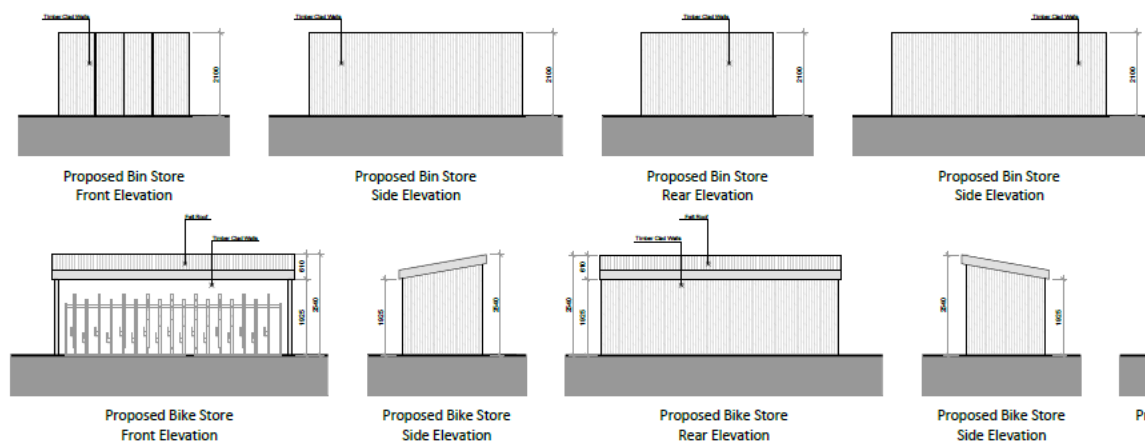 Timber Clad Walls
Timber Clad Walls
Timber Clad Walls
Timber Clad Walls
2100
2100
2100
2100
Proposed Bin Store
Front Elevation
Proposed Bin Store
Side Elevation
Proposed Bin Store
Rear Elevation
Proposed Bin Store
Side Elevation
Felt Roof
Timber Clad Walls
610
1925
2540
1925
2540
Felt Roof
Timber Clad Walls
2540
610
1925
2540
1925
Proposed Bike Store
Front Elevation
Proposed Bike Store
Side Elevation
Proposed Bike Store
Rear Elevation
Proposed Bike Store
Side Elevation